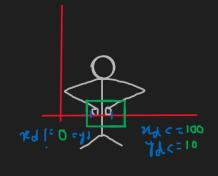 xd != 0 = yd
xd <= 100
yd <= 10